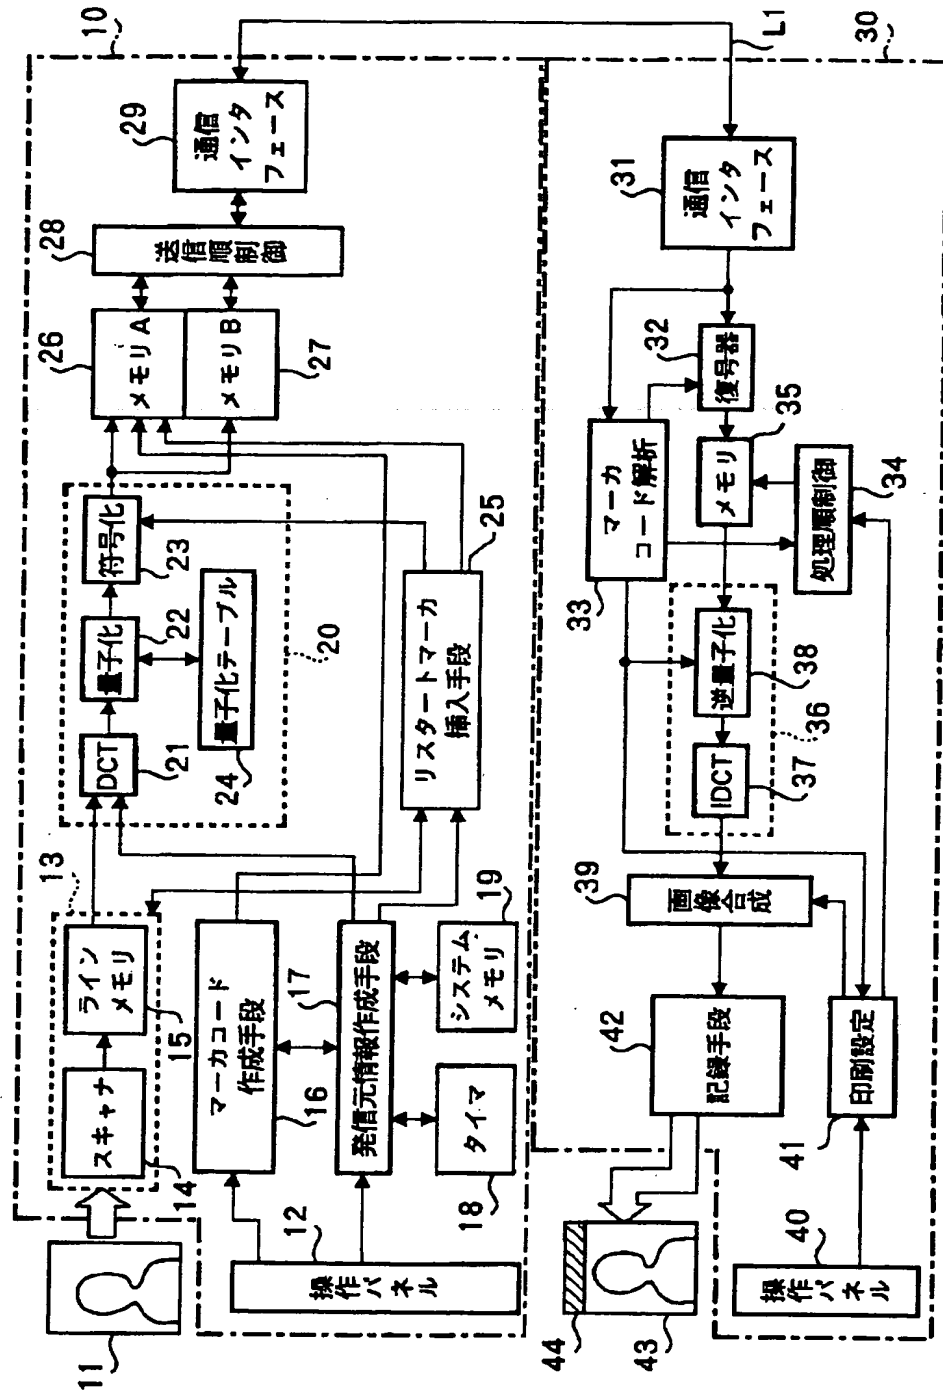 10
11
13
スキャナ
14
ライン
メモリ
15
DCT
21
量子化
22
符号化
23
量子化テーブル
24
20
26
メモリA
メモリB
27
28
送信順制御
29
通信
インタ
フェース
L1
12
操作パネル
マーカコード
作成手段
16
17
発信元情報作成手段
タイマ
18
システム
メモリ
19
リスタートマーカ
挿入手段
25
30
31
通信
インタ
フェース
32
復号器
マーカ
コード解析
33
メモリ
35
処理順制御
34
逆量子化
38
IDCT
37
36
39
画像合成
42
記録手段
44
43
40
操作パネル
印刷設定
41